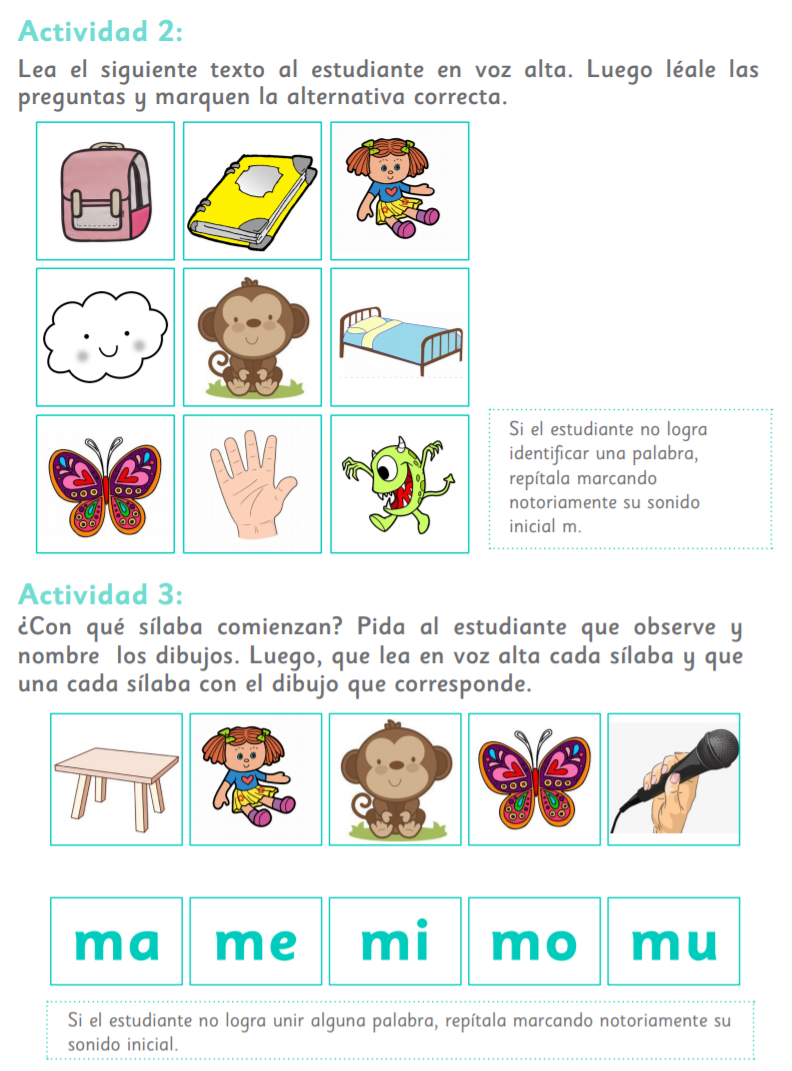 Actividad 2:
Lea el siguiente texto al estudiante en voz alta. Luego léale las
preguntas y marquen la alternativa correcta.
Si el estudiante no logra
identificar una palabra,
repítala marcando
notoriamente su sonido
inicial m.
Actividad 3:
¿Con qué sílaba comienzan? Pida al estudiante que observe y
nombre los dibujos. Luego, que lea en voz alta cada sílaba y que
una cada sílaba con el dibujo que corresponde.
ma me mi mo mu
Si el estudiante no logra unir alguna palabra, repítala marcando notoriamente su
sonido inicial.